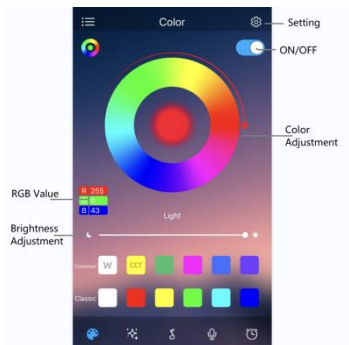 Color
Setting
ON/OFF
Color
Adjustment
RGB Value
R 255
G 0
B 43
Light
Brightness
Adjustment
Common W CCT
Classic